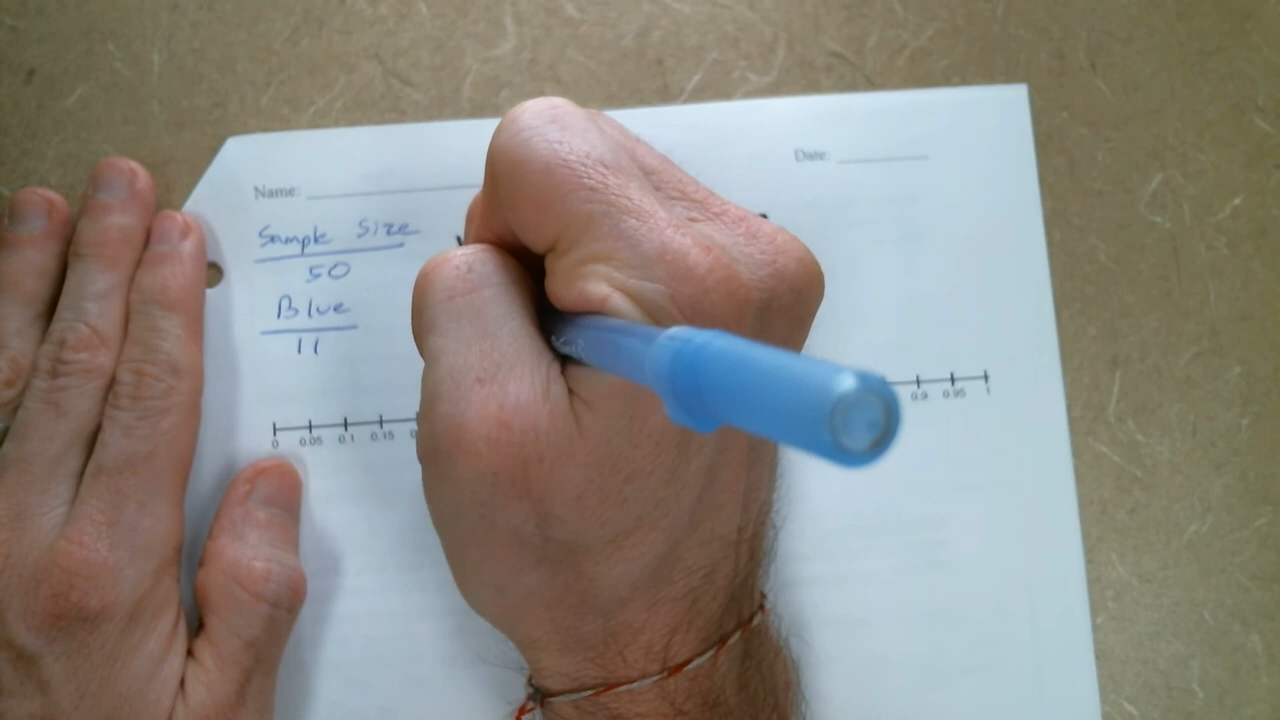 Name: Date:
Sample Size
50
Blue
11
0 0.05 0.1 0.15 0.9 0.95 1